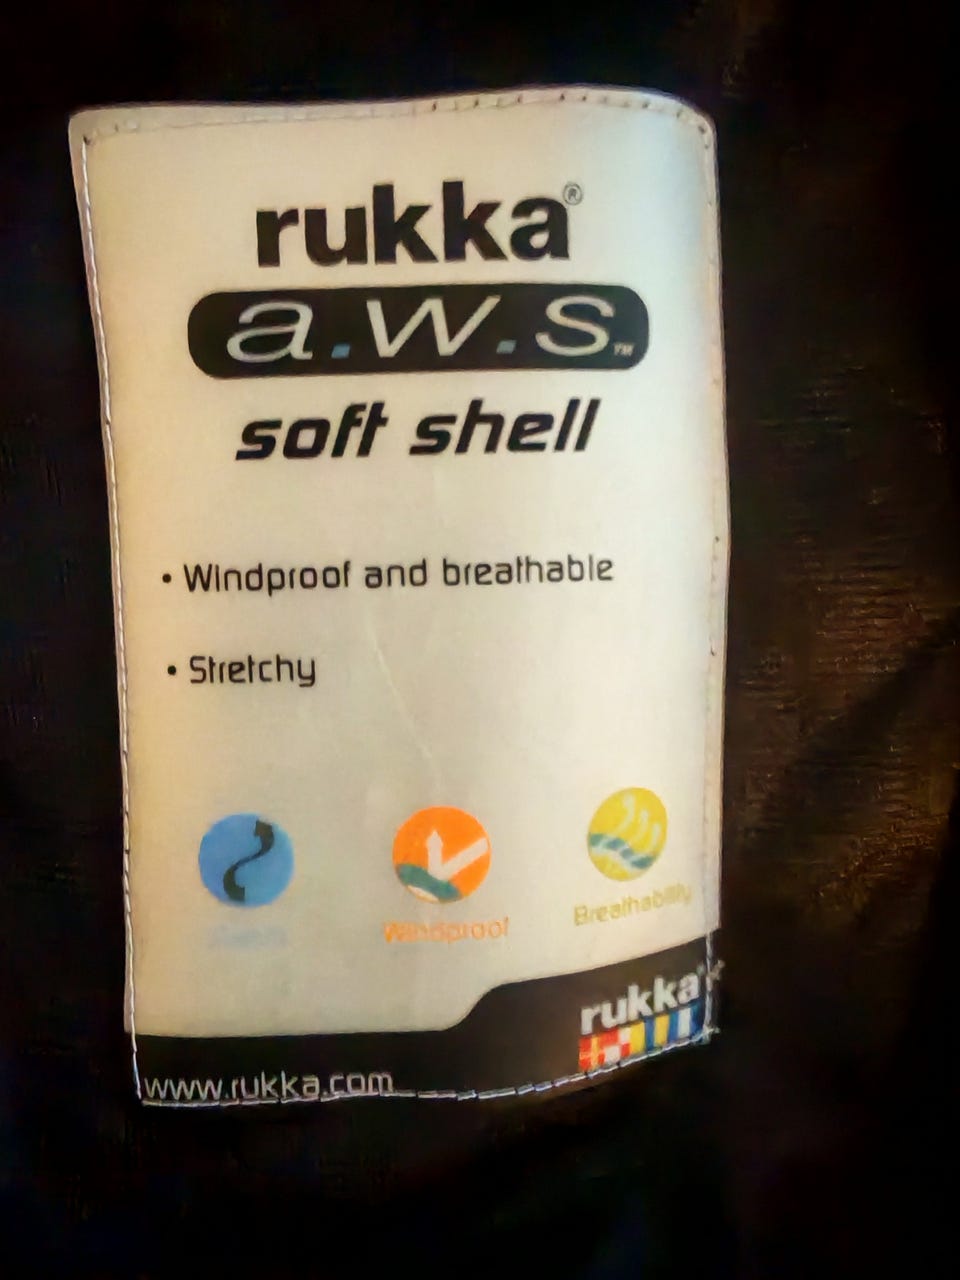 rukka®
a.w.s™
soft shell
• Windproof and breathable
• Stretchy
Windproof
Breathability
rukka
www.rukka.com